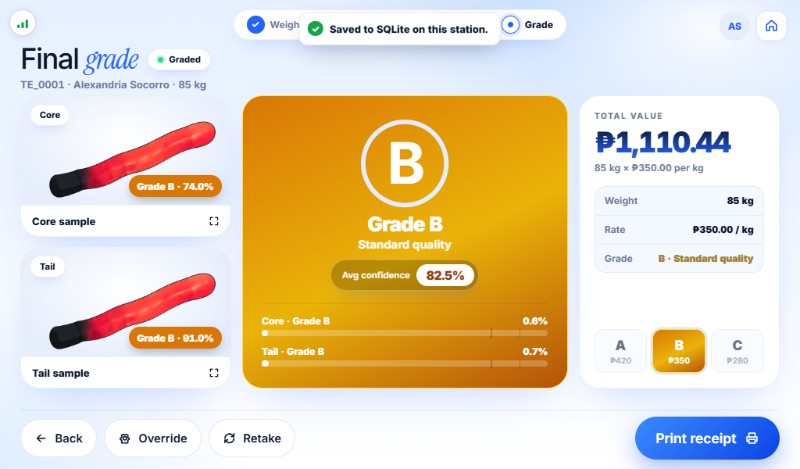 Weigh
Saved to SQLite on this station.
Grade
AS
Final grade
Graded
TE_0001 · Alexandria Socorro · 85 kg
Core
Grade B · 74.0%
Core sample
Tail
Grade B · 91.0%
Tail sample
B
Grade B
Standard quality
Avg confidence
82.5%
Core · Grade B
0.6%
Tail · Grade B
0.7%
TOTAL VALUE
₱1,110.44
85 kg × ₱350.00 per kg
Weight
85 kg
Rate
₱350.00 / kg
Grade
B · Standard quality
A
₱420
B
₱350
C
₱280
Back
Override
Retake
Print receipt